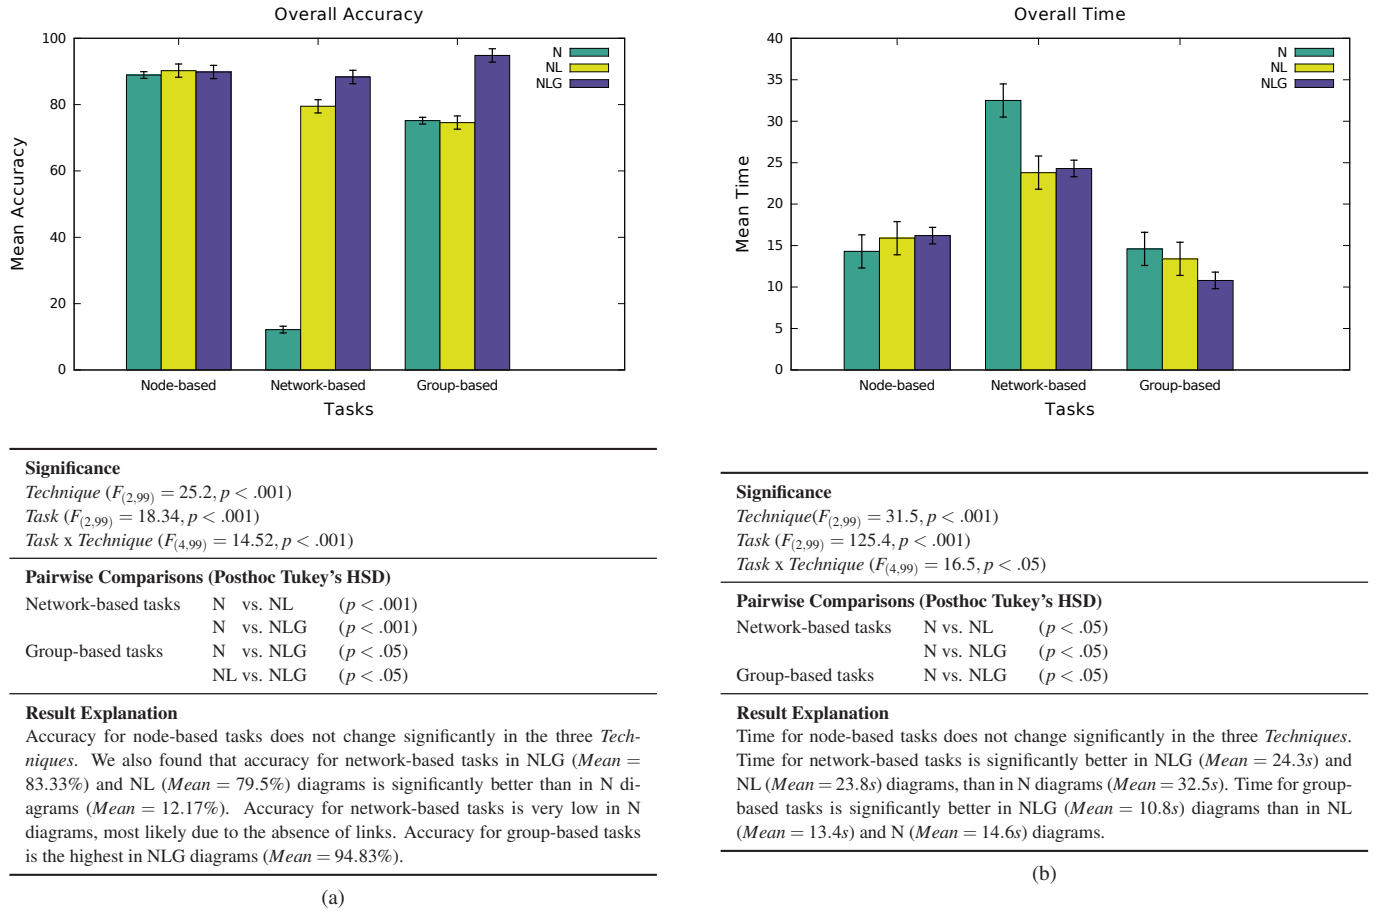 Overall Accuracy
100
80
60
40
20
0
Mean Accuracy
N
NL
NLG
Node-based
Network-based
Group-based
Tasks
Significance
Technique (F(2,99) = 25.2, p < .001)
Task (F(2,99) = 18.34, p < .001)
Task x Technique (F(4,99) = 14.52, p < .001)
Pairwise Comparisons (Posthoc Tukey's HSD)
Network-based tasks N vs. NL (p < .001)
N vs. NLG (p < .001)
Group-based tasks N vs. NLG (p < .05)
NL vs. NLG (p < .05)
Result Explanation
Accuracy for node-based tasks does not change significantly in the three Tech-
niques. We also found that accuracy for network-based tasks in NLG (Mean =
83.33%) and NL (Mean = 79.5%) diagrams is significantly better than in N di-
agrams (Mean = 12.17%). Accuracy for network-based tasks is very low in N
diagrams, most likely due to the absence of links. Accuracy for group-based tasks
is the highest in NLG diagrams (Mean = 94.83%).
(a)
Overall Time
40
35
30
25
20
15
10
5
0
Mean Time
N
NL
NLG
Node-based
Network-based
Group-based
Tasks
Significance
Technique(F(2,99) = 31.5, p < .001)
Task (F(2,99) = 125.4, p < .001)
Task x Technique (F(4,99) = 16.5, p < .05)
Pairwise Comparisons (Posthoc Tukey's HSD)
Network-based tasks N vs. NL (p < .05)
N vs. NLG (p < .05)
Group-based tasks N vs. NLG (p < .05)
Result Explanation
Time for node-based tasks does not change significantly in the three Techniques.
Time for network-based tasks is significantly better in NLG (Mean = 24.3s) and
NL (Mean = 23.8s) diagrams, than in N diagrams (Mean = 32.5s). Time for group-
based tasks is significantly better in NLG (Mean = 10.8s) diagrams than in NL
(Mean = 13.4s) and N (Mean = 14.6s) diagrams.
(b)